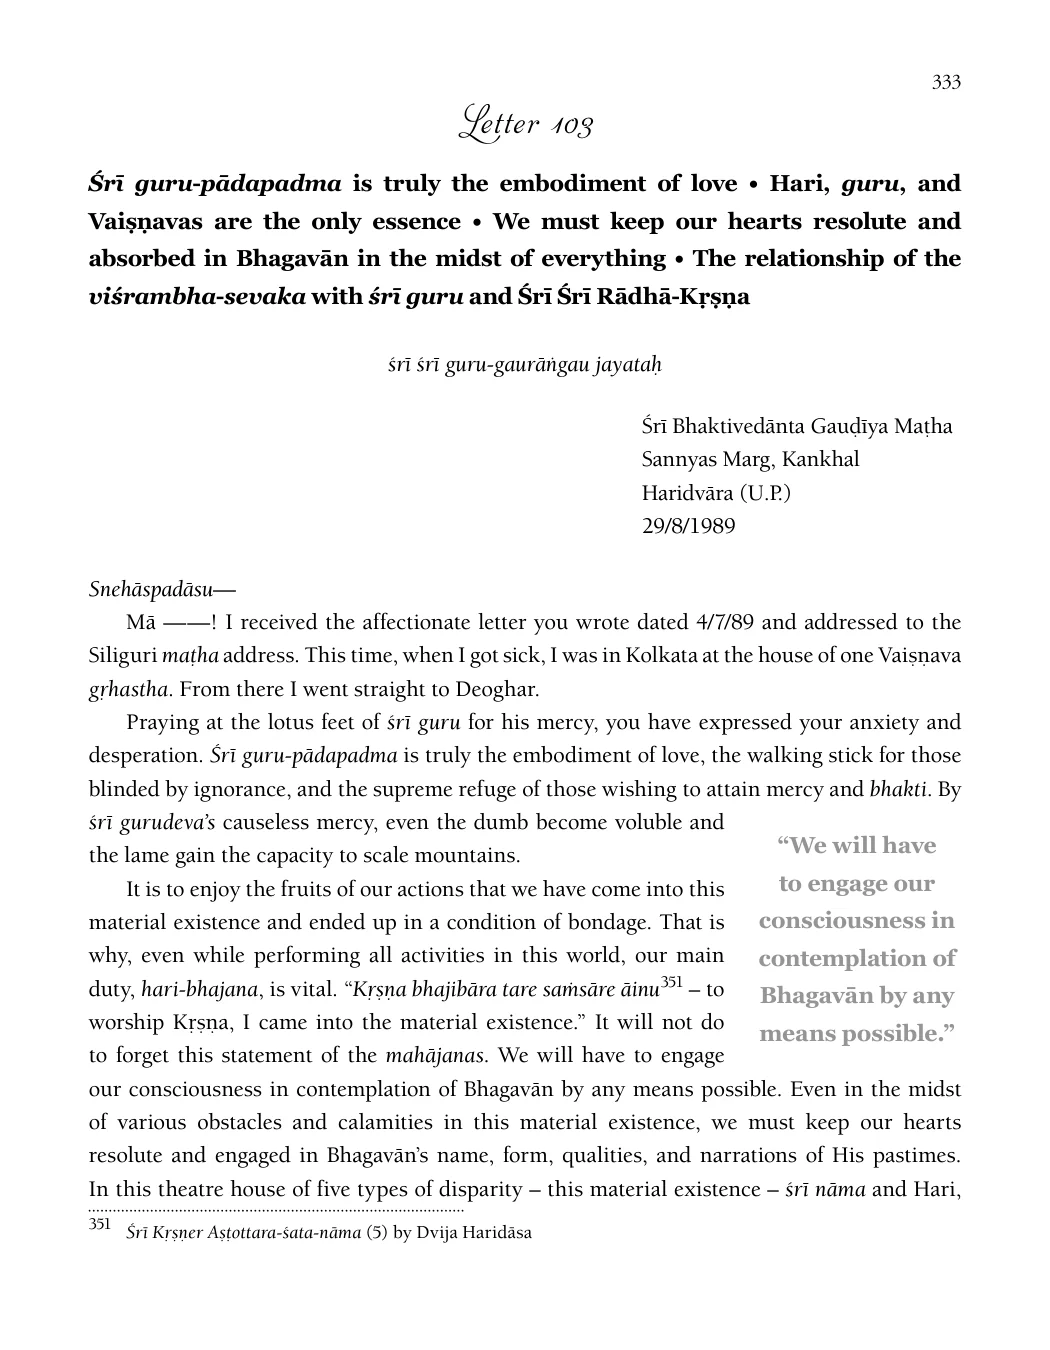 333
Letter 103
Śrī guru-pādapadma is truly the embodiment of love • Hari, guru, and
Vaiṣṇavas are the only essence • We must keep our hearts resolute and
absorbed in Bhagavān in the midst of everything • The relationship of the
viśrambha-sevaka with śrī guru and Śrī Śrī Rādhā-Kṛṣṇa
śrī śrī guru-gaurāṅgau jayataḥ
Śrī Bhaktivedānta Gauḍīya Maṭha
Sannyas Marg, Kankhal
Haridvāra (U.P.)
29/8/1989
Snehāspadāsu—
Mā ——! I received the affectionate letter you wrote dated 4/7/89 and addressed to the
Siliguri maṭha address. This time, when I got sick, I was in Kolkata at the house of one Vaiṣṇava
gṛhastha. From there I went straight to Deoghar.
Praying at the lotus feet of śrī guru for his mercy, you have expressed your anxiety and
desperation. Śrī guru-pādapadma is truly the embodiment of love, the walking stick for those
blinded by ignorance, and the supreme refuge of those wishing to attain mercy and bhakti. By
śrī gurudeva’s causeless mercy, even the dumb become voluble and
the lame gain the capacity to scale mountains.
It is to enjoy the fruits of our actions that we have come into this
material existence and ended up in a condition of bondage. That is
why, even while performing all activities in this world, our main
duty, hari-bhajana, is vital. “Kṛṣṇa bhajibāra tare saṁsāre āinu351 – to
worship Kṛṣṇa, I came into the material existence.” It will not do
to forget this statement of the mahājanas. We will have to engage
“We will have
to engage our
consciousness in
contemplation of
Bhagavān by any
means possible.”
our consciousness in contemplation of Bhagavān by any means possible. Even in the midst
of various obstacles and calamities in this material existence, we must keep our hearts
resolute and engaged in Bhagavān’s name, form, qualities, and narrations of His pastimes.
In this theatre house of five types of disparity – this material existence – śrī nāma and Hari,
351 Śrī Kṛṣṇer Aṣṭottara-śata-nāma (5) by Dvija Haridāsa